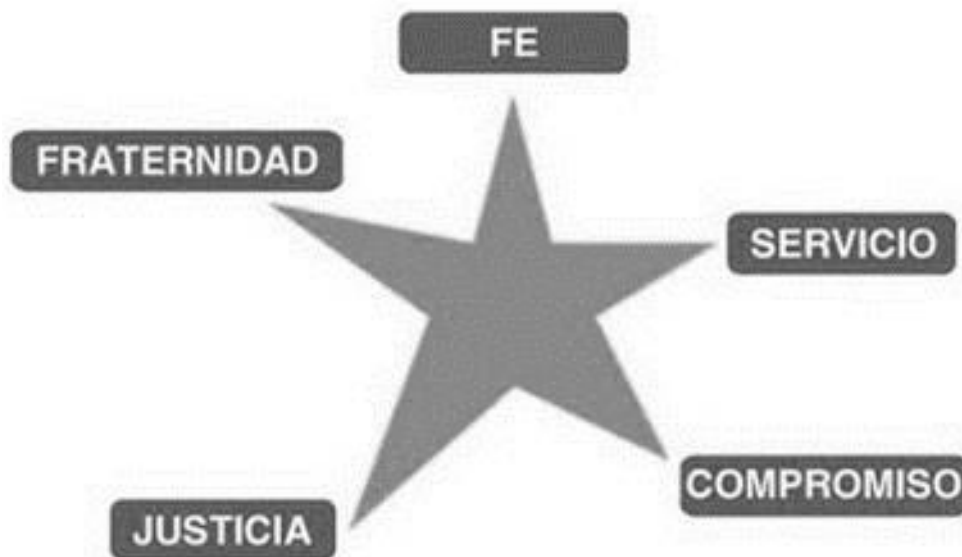 FE
FRATERNIDAD
SERVICIO
COMPROMISO
JUSTICIA